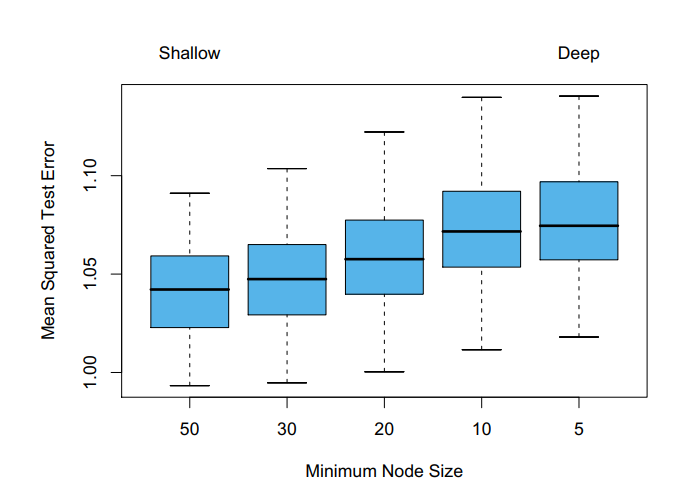 Shallow Deep
Mean Squared Test Error
1.10
1.05
1.00
50 30 20 10 5
Minimum Node Size